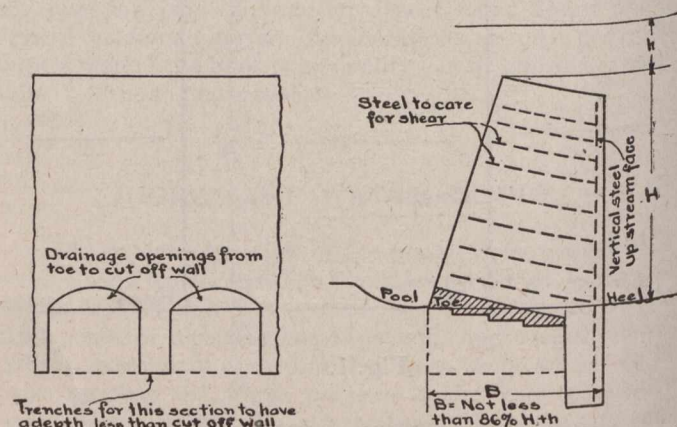 Drainage openings from
toe to cut off wall
Trenches for this section to have
a depth less than cut off wall
Steel to care
for shear
h
H
Vertical steel
Up stream face
Pool
Toe
Heel
B
B= Not less
than 86% H+h